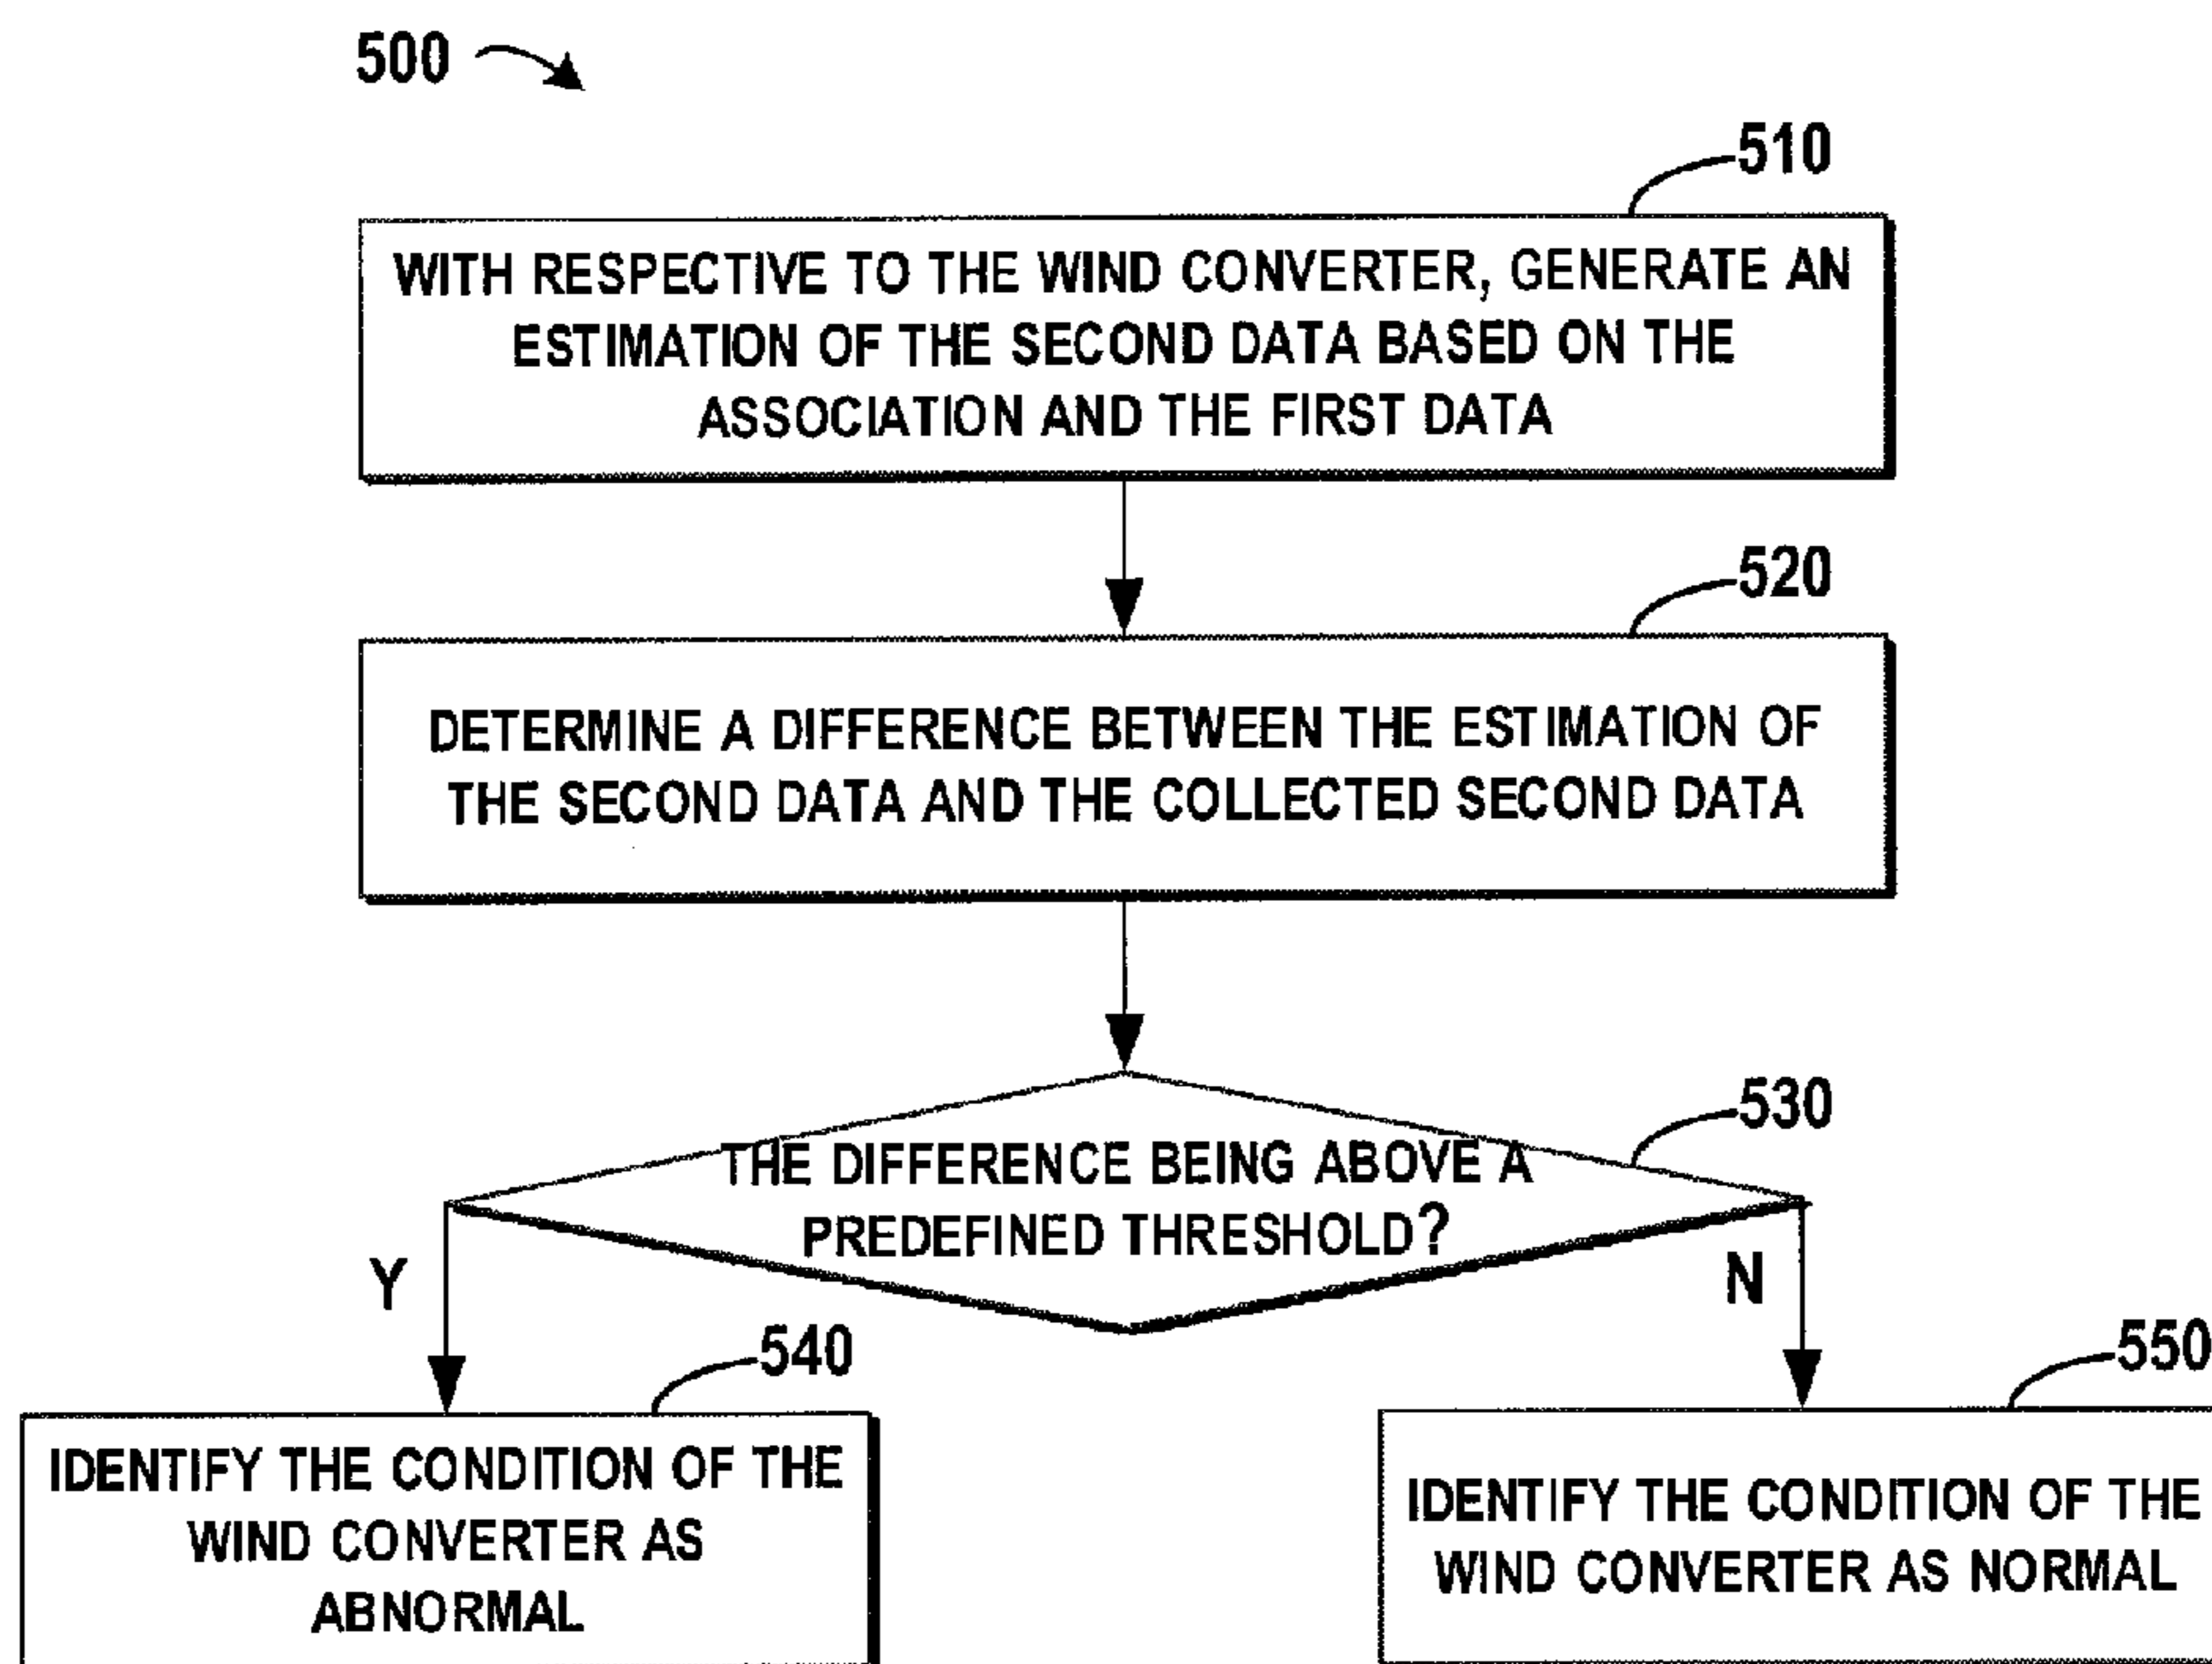 500
510
WITH RESPECTIVE TO THE WIND CONVERTER, GENERATE AN
ESTIMATION OF THE SECOND DATA BASED ON THE
ASSOCIATION AND THE FIRST DATA
520
DETERMINE A DIFFERENCE BETWEEN THE ESTIMATION OF
THE SECOND DATA AND THE COLLECTED SECOND DATA
530
THE DIFFERENCE BEING ABOVE A
PREDEFINED THRESHOLD?
Y
N
540
IDENTIFY THE CONDITION OF THE
WIND CONVERTER AS
ABNORMAL
550
IDENTIFY THE CONDITION OF THE
WIND CONVERTER AS NORMAL